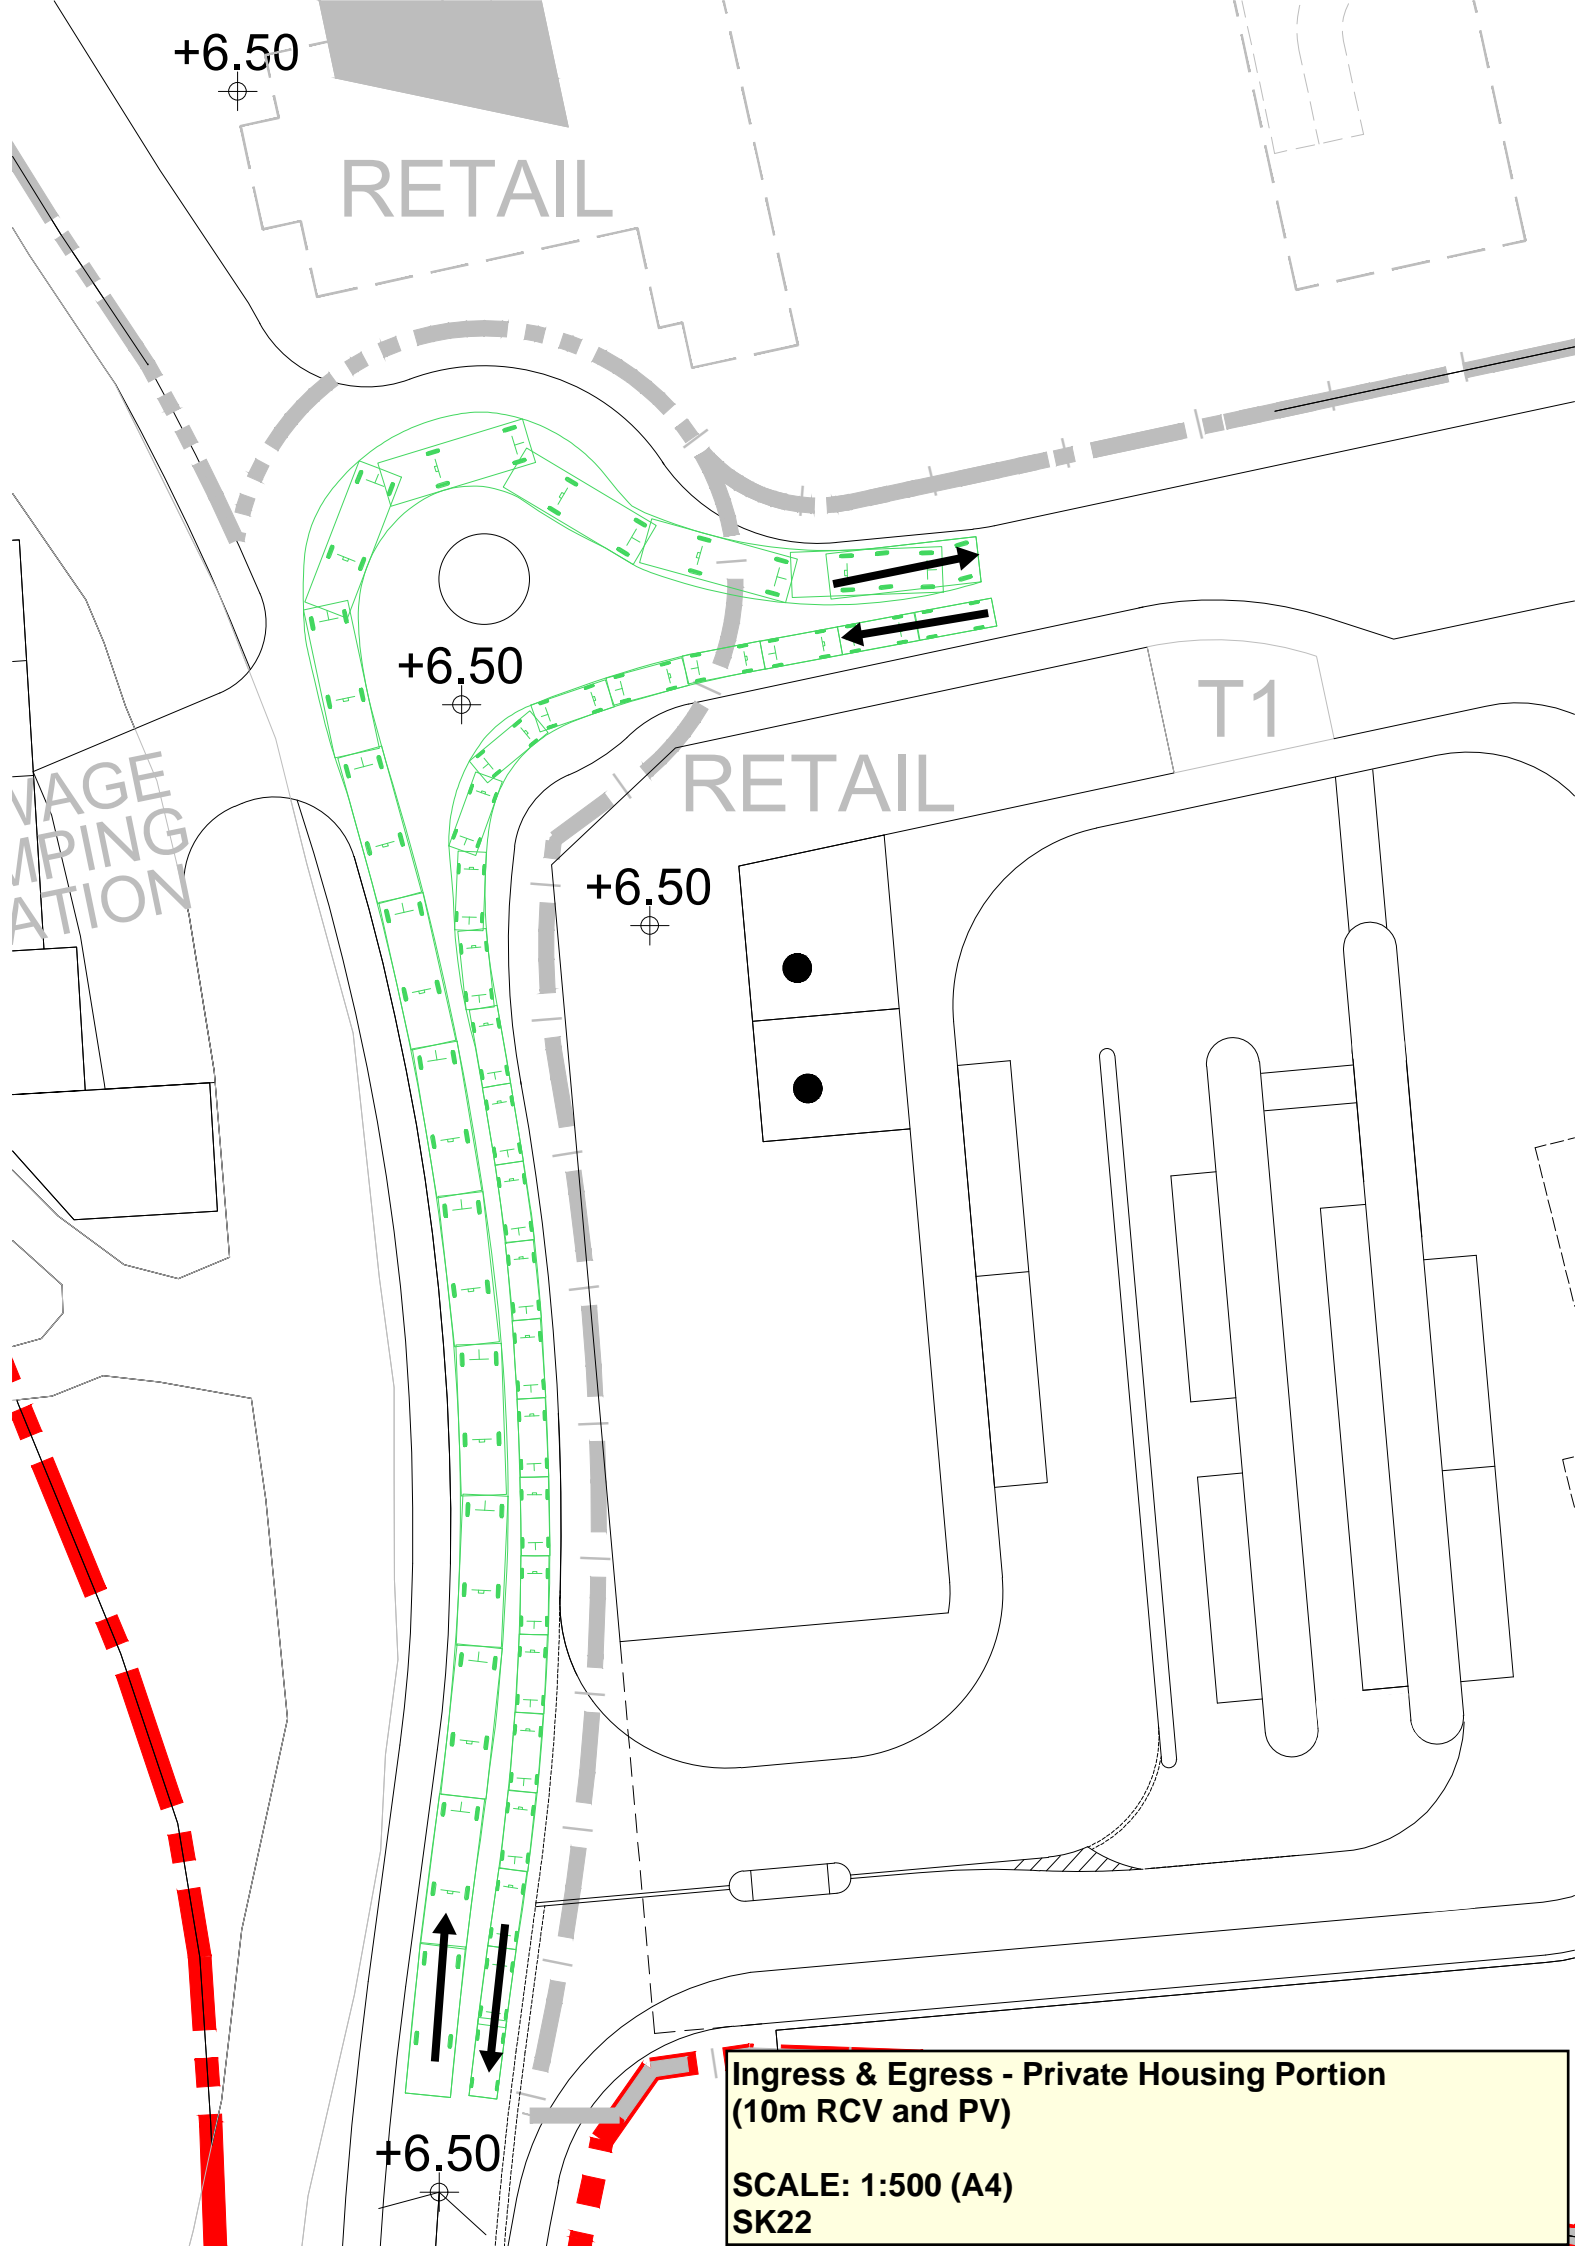 +6.50
RETAIL
+6.50
T1
RETAIL
+6.50
+6.50
Ingress & Egress - Private Housing Portion
(10m RCV and PV)
SCALE: 1:500 (A4)
SK22